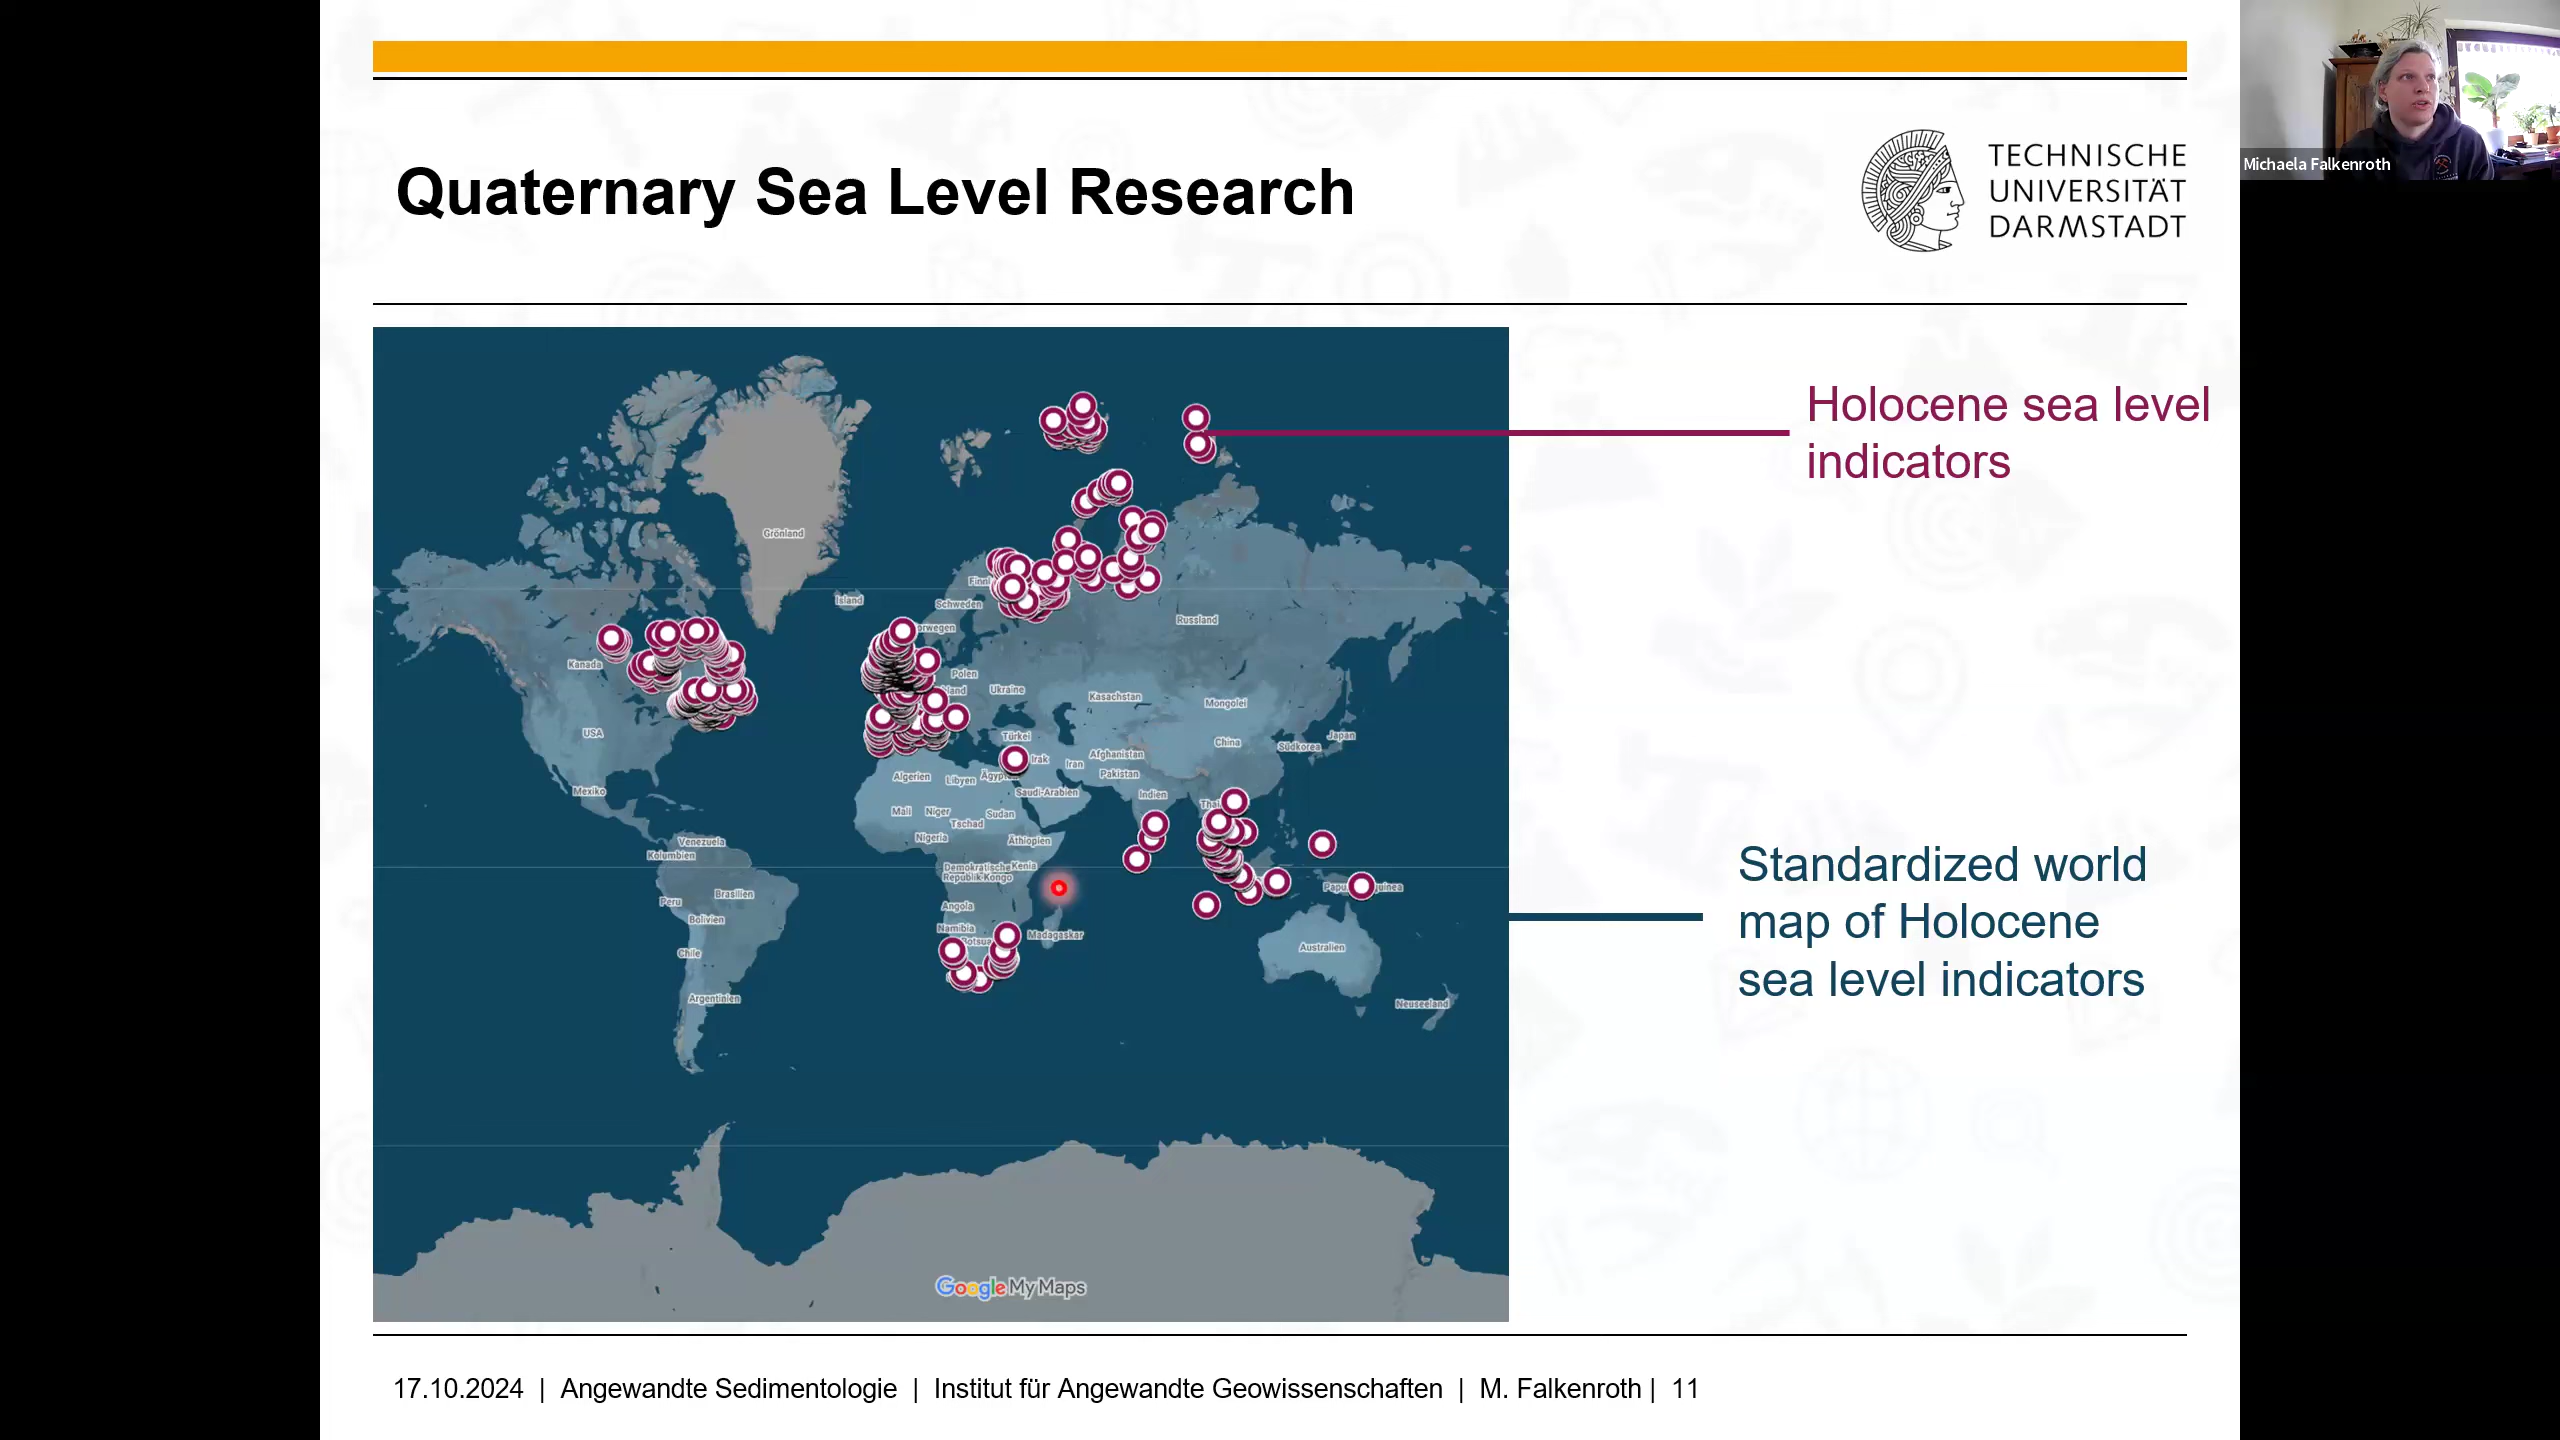 Quaternary Sea Level Research
TECHNISCHE
UNIVERSITÄT
DARMSTADT
Michaela Falkenroth
Holocene sea level
indicators
Standardized world
map of Holocene
sea level indicators
Grönland
Island
Schweden
Russland
Kanada
Polen
Ukraine
Kasachstan
Mongolei
USA
Türkei
Irak
Iran
Afghanistan
Pakistan
China
Südkorea
Japan
Algerien
Libyen
Saudi-Arabien
Indien
Mexiko
Mali
Niger
Tschad
Sudan
Nigeria
Äthiopien
Venezuela
Kolumbien
Demokratische
Republik Kongo
Kenia
Brasilien
Peru
Bolivien
Angola
Namibia
Madagaskar
Chile
Australien
Argentinien
Neuseeland
Google My Maps
17.10.2024 | Angewandte Sedimentologie | Institut für Angewandte Geowissenschaften | M. Falkenroth | 11